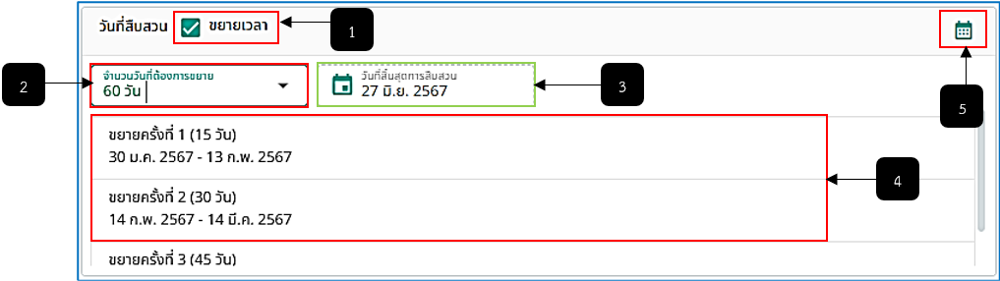 วันที่สืบสวน ขยายเวลา
1
จำนวนวันที่ต้องการขยาย
60 วัน
2
วันที่สิ้นสุดการสืบสวน
27 มิ.ย. 2567
3
5
ขยายครั้งที่ 1 (15 วัน)
30 ม.ค. 2567 - 13 ก.พ. 2567
4
ขยายครั้งที่ 2 (30 วัน)
14 ก.พ. 2567 - 14 มี.ค. 2567
ขยายครั้งที่ 3 (45 วัน)